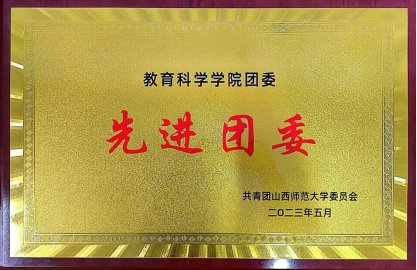 教育科学学院团委
先进团委
共青团山西师范大学委员会
二〇二三年五月